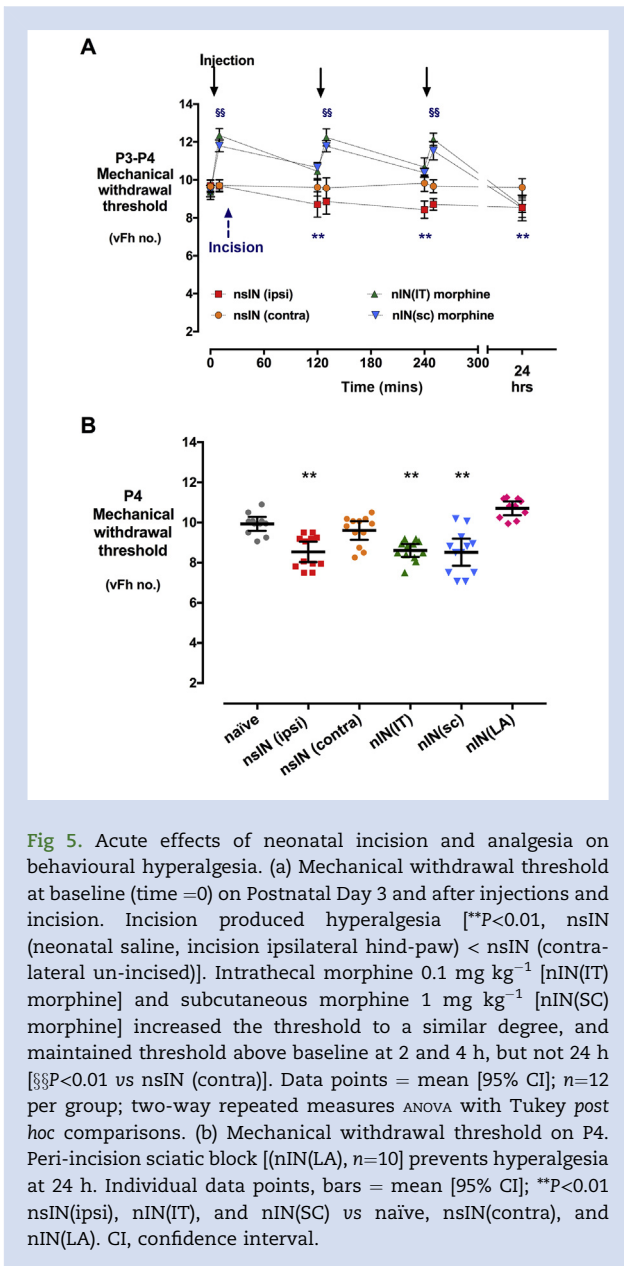 A
Injection
14
§§
§§
§§
12
P3-P4
Mechanical
withdrawal
threshold
(vFh no.)
10
8
Incision
**
**
**
6
nsIN (ipsi)
nIN(IT) morphine
4
nsIN (contra)
nIN(sc) morphine
2
0
60
120
180
240
300
24
hrs
Time (mins)
B
14
P4
Mechanical
withdrawal
threshold
(vFh no.)
12
**
**
**
10
8
6
4
2
naïve
nsIN (ipsi)
nsIN (contra)
nIN(IT)
nIN(sc)
nIN(LA)
Fig 5. Acute effects of neonatal incision and analgesia on
behavioural hyperalgesia. (a) Mechanical withdrawal threshold
at baseline (time =0) on Postnatal Day 3 and after injections and
incision. Incision produced hyperalgesia [**P<0.01, nsIN
(neonatal saline, incision ipsilateral hind-paw) < nsIN (contra-
lateral un-incised)]. Intrathecal morphine 0.1 mg kg⁻¹ [nIN(IT)
morphine] and subcutaneous morphine 1 mg kg⁻¹ [nIN(SC)
morphine] increased the threshold to a similar degree, and
maintained threshold above baseline at 2 and 4 h, but not 24 h
[§§P<0.01 vs nsIN (contra)]. Data points = mean [95% CI]; n=12
per group; two-way repeated measures ANOVA with Tukey post
hoc comparisons. (b) Mechanical withdrawal threshold on P4.
Peri-incision sciatic block [(nIN(LA), n=10] prevents hyperalgesia
at 24 h. Individual data points, bars = mean [95% CI]; **P<0.01
nsIN(ipsi), nIN(IT), and nIN(SC) vs naïve, nsIN(contra), and
nIN(LA). CI, confidence interval.